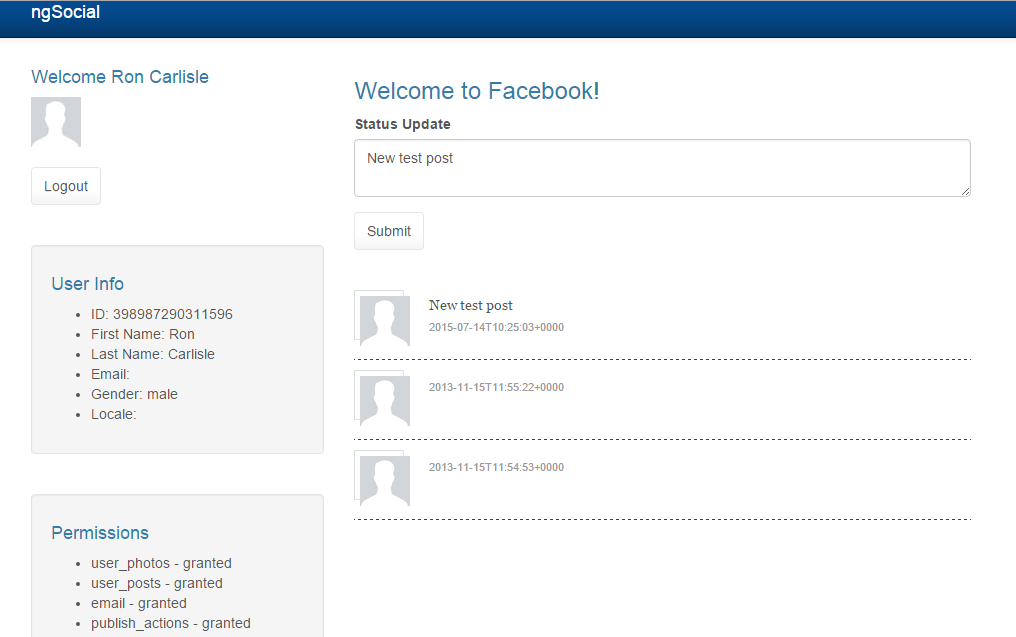 ngSocial
Welcome Ron Carlisle
Logout
User Info
ID: 398987290311596
First Name: Ron
Last Name: Carlisle
Email:
Gender: male
Locale:
Permissions
user_photos - granted
user_posts - granted
email - granted
publish_actions - granted
Welcome to Facebook!
Status Update
New test post
Submit
New test post
2015-07-14T10:25:03+0000
2013-11-15T11:55:22+0000
2013-11-15T11:54:53+0000